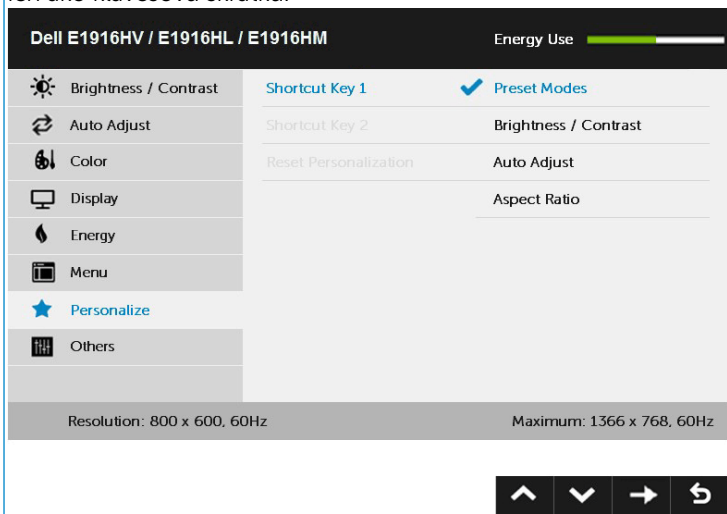 Dell E1916HV / E1916HL / E1916HM Energy Use
Brightness / Contrast Shortcut Key 1 Preset Modes
Auto Adjust Shortcut Key 2 Brightness / Contrast
Color Reset Personalization Auto Adjust
Display Aspect Ratio
Energy
Menu
Personalize
Others
Resolution: 800 x 600, 60Hz Maximum: 1366 x 768, 60Hz